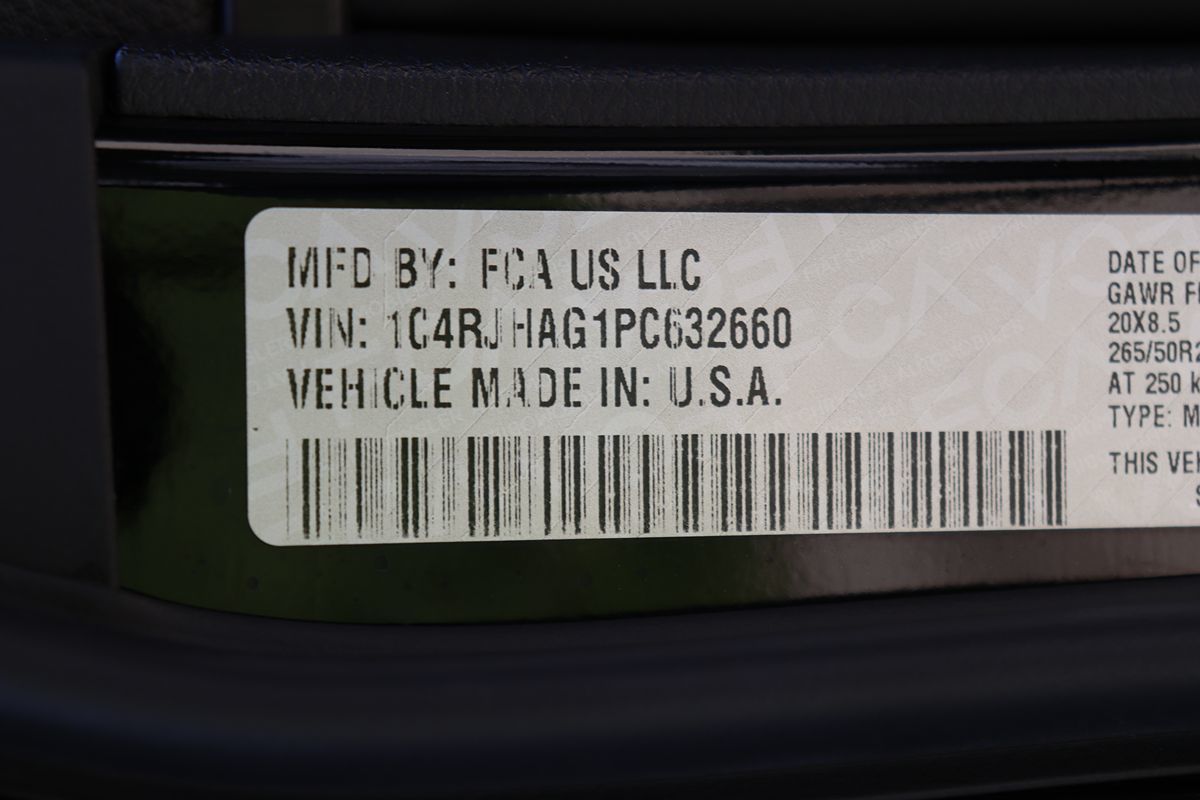 MFD BY: FCA US LLC
VIN: 1C4RJHAG1PC632660
VEHICLE MADE IN: U.S.A.
DATE OF
GAWR F
20X8.5
265/50R2
AT 250 k
TYPE: M
THIS VEH
S